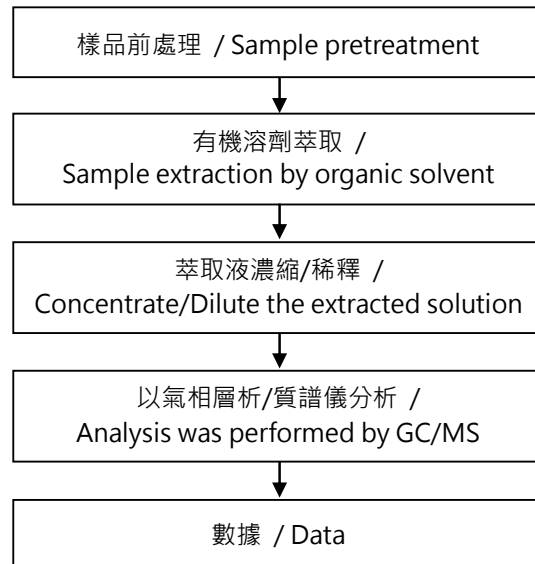 樣品前處理 / Sample pretreatment
有機溶劑萃取 /
Sample extraction by organic solvent
萃取液濃縮/稀釋 /
Concentrate/Dilute the extracted solution
以氣相層析/質譜儀分析 /
Analysis was performed by GC/MS
數據 / Data